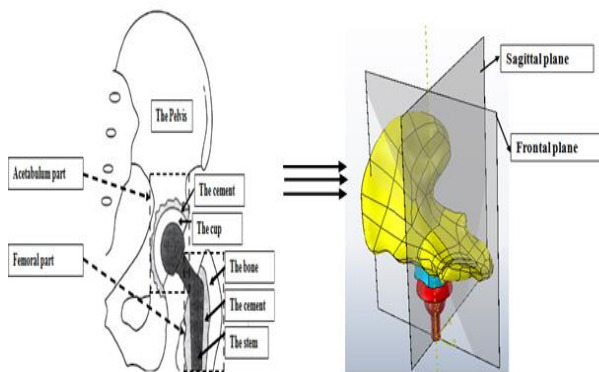 The Pelvis
Acetabulum part
The cement
The cup
Femoral part
The bone
The cement
The stem
Sagittal plane
Frontal plane